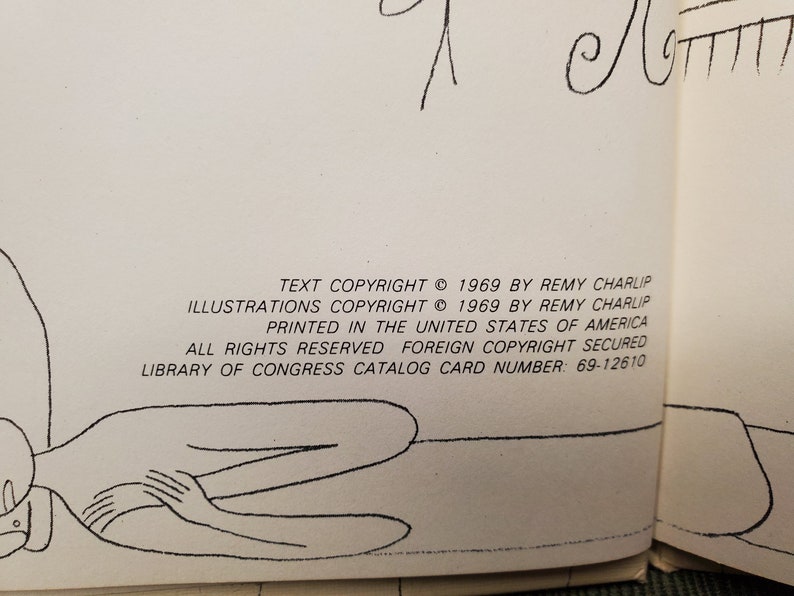 TEXT COPYRIGHT © 1969 BY REMY CHARLIP
ILLUSTRATIONS COPYRIGHT © 1969 BY REMY CHARLIP
PRINTED IN THE UNITED STATES OF AMERICA
ALL RIGHTS RESERVED FOREIGN COPYRIGHT SECURED
LIBRARY OF CONGRESS CATALOG CARD NUMBER: 69-12610